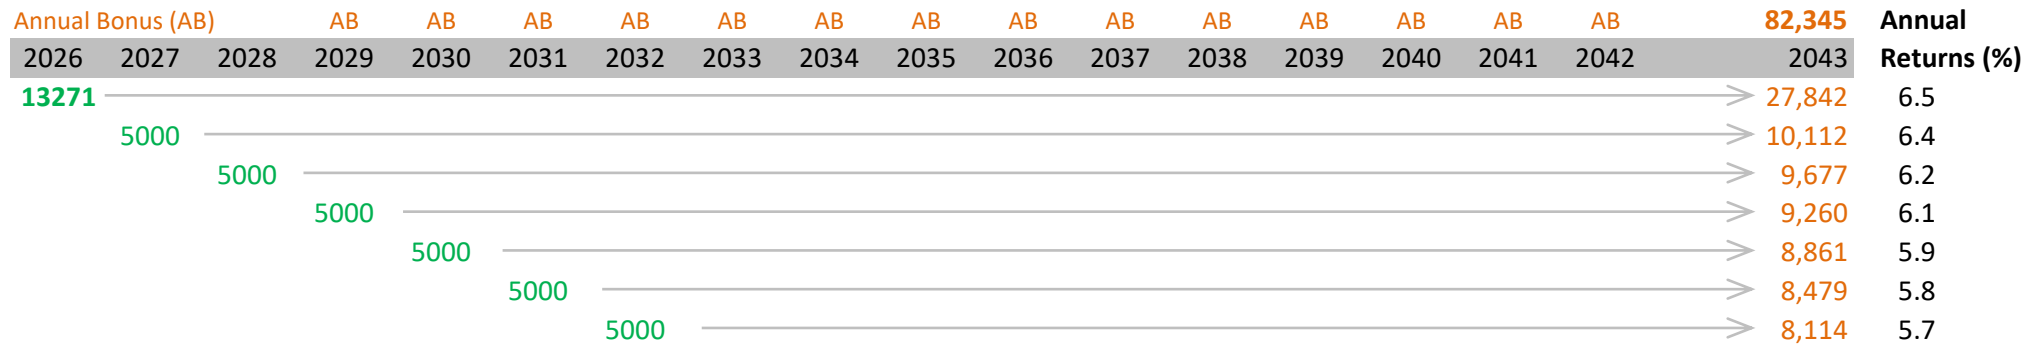 Annual Bonus (AB) AB AB AB AB AB AB AB AB AB AB AB AB AB AB 82,345 Annual
2026 2027 2028 2029 2030 2031 2032 2033 2034 2035 2036 2037 2038 2039 2040 2041 2042 2043 Returns (%)
13271 27,842 6.5
5000 10,112 6.4
5000 9,677 6.2
5000 9,260 6.1
5000 8,861 5.9
5000 8,479 5.8
5000 8,114 5.7